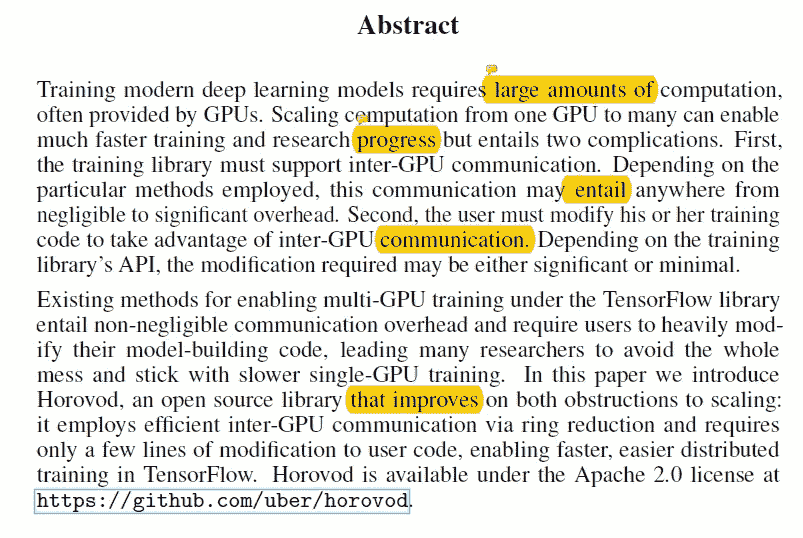 Abstract
Training modern deep learning models requires large amounts of computation,
often provided by GPUs. Scaling computation from one GPU to many can enable
much faster training and research progress but entails two complications. First,
the training library must support inter-GPU communication. Depending on the
particular methods employed, this communication may entail anywhere from
negligible to significant overhead. Second, the user must modify his or her training
code to take advantage of inter-GPU communication. Depending on the training
library's API, the modification required may be either significant or minimal.
Existing methods for enabling multi-GPU training under the TensorFlow library
entail non-negligible communication overhead and require users to heavily mod-
ify their model-building code, leading many researchers to avoid the whole
mess and stick with slower single-GPU training. In this paper we introduce
Horovod, an open source library that improves on both obstructions to scaling:
it employs efficient inter-GPU communication via ring reduction and requires
only a few lines of modification to user code, enabling faster, easier distributed
training in TensorFlow. Horovod is available under the Apache 2.0 license at
https://github.com/uber/horovod.